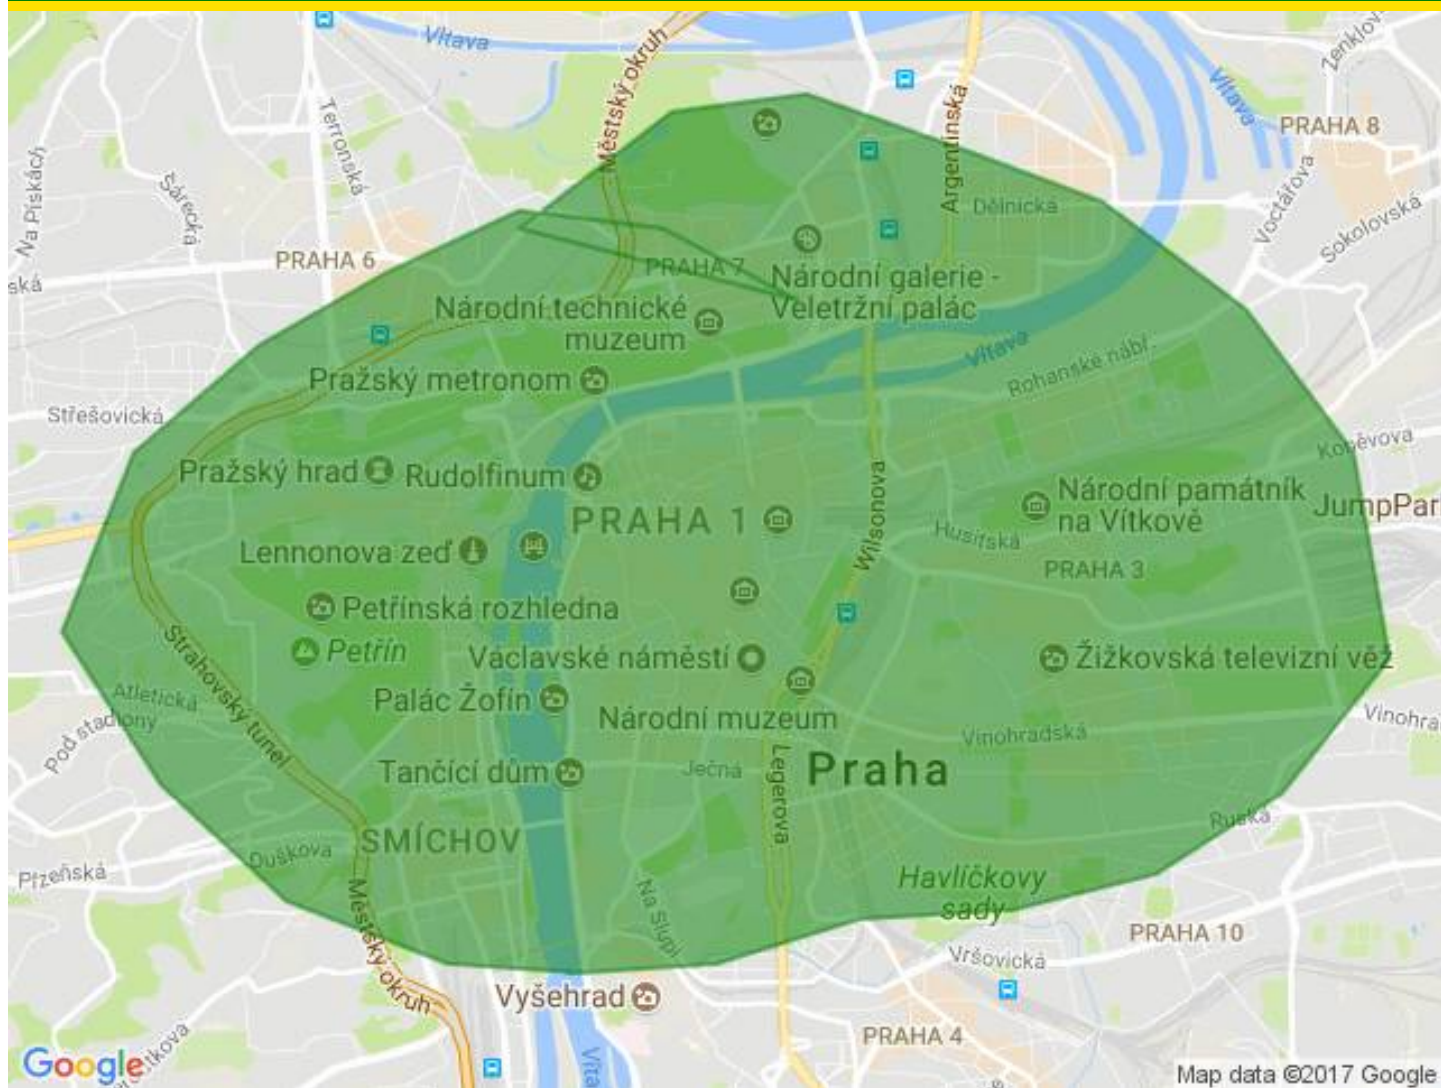 Vltava
Městský okruh
Zenklov
Terronská
Argentinská
Vltava
PRAHA 8
Na Pískách
Šárecká
Voctářova
Dělnická
Sokolovská
PRAHA 6
PRAHA 7
ská
Národní galerie -
Veletržní palác
Národní technické
muzeum
Vltava
Rohanské nábř.
Pražský metronom
Střešovická
Koněvova
Pražský hrad
Rudolfinum
Wilsonova
Národní památník
na Vítkově
JumpPar
PRAHA 1
Husitská
Lennonova zeď
PRAHA 3
Petřínská rozhledna
Petřín
Václavské náměstí
Žižkovská televizní věž
Strahovský tunel
Atletická
Palác Žofín
Národní muzeum
Pod stadiony
Vinohra
Vinohradská
Tančící dům
Ječná
Legerova
Praha
SMÍCHOV
Ruská
Duškova
Plzeňská
Městský okruh
Na Slupi
Havlíčkovy
sady
PRAHA 10
Vršovická
Vyšehrad
PRAHA 4
Google
Vlta
Map data ©2017 Google